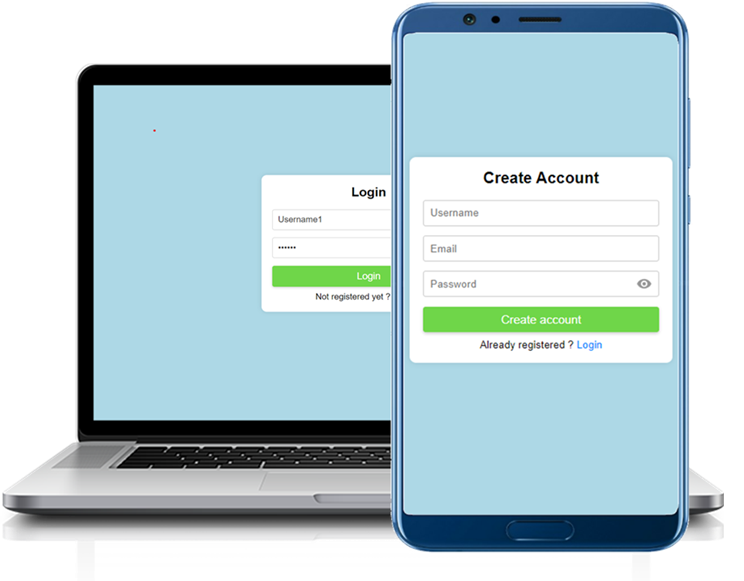 Login
Username1
••••••
Login
Not registered yet ?
Create Account
Username
Email
Password
Create account
Already registered ? Login